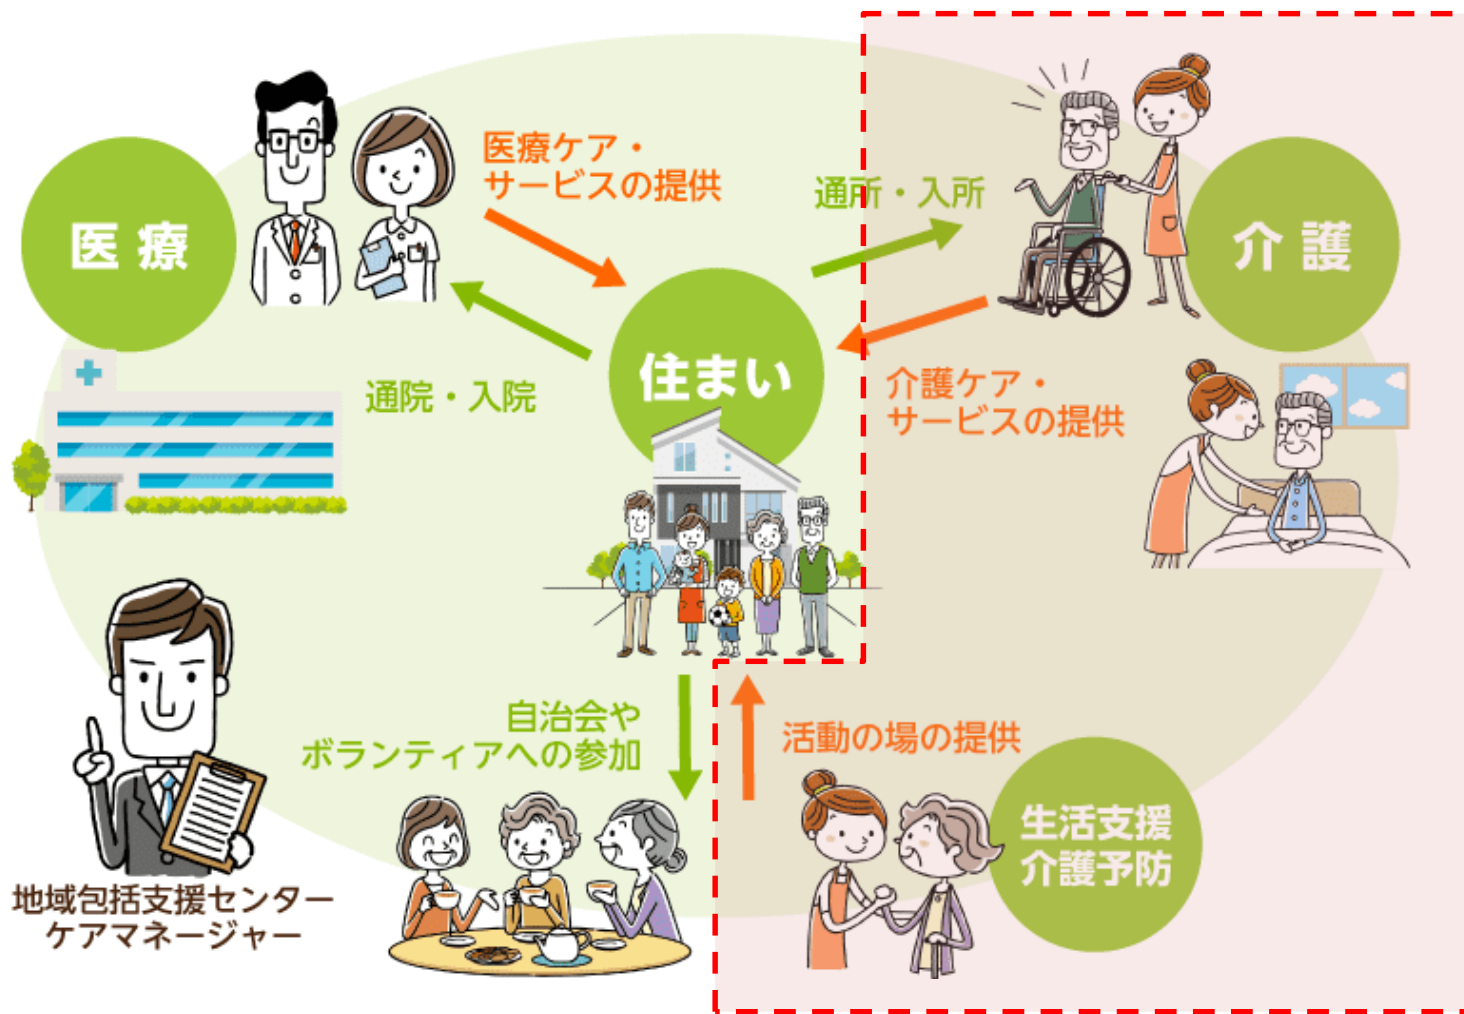 医療
医療ケア・
サービスの提供
通院・入院
住まい
通所・入所
介護
介護ケア・
サービスの提供
自治会や
ボランティアへの参加
活動の場の提供
生活支援
介護予防
地域包括支援センター
ケアマネージャー